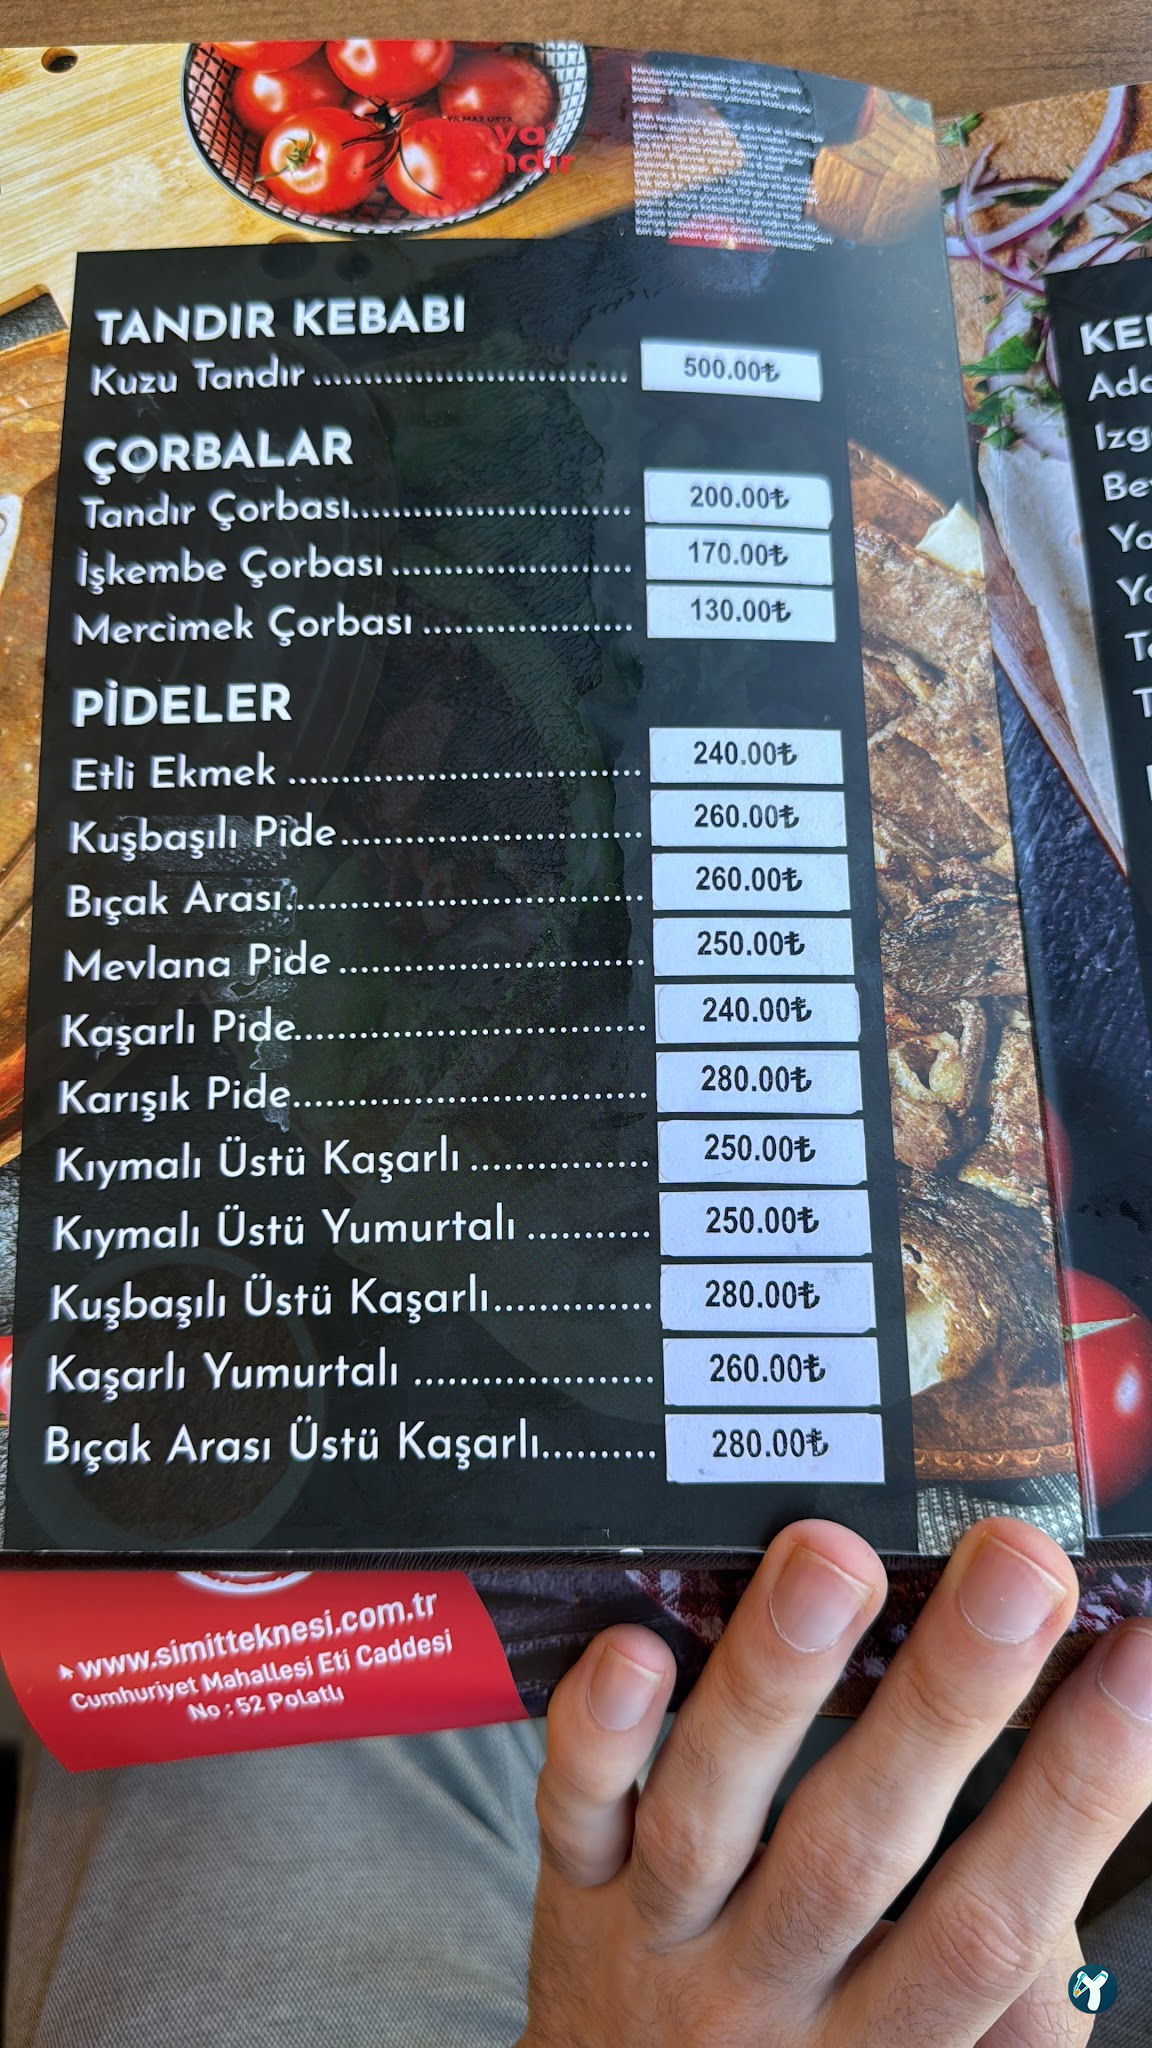 YILMAZ USTA
TANDIR KEBABI
Kuzu Tandır 500.00₺
ÇORBALAR
Tandır Çorbası 200.00₺
İşkembe Çorbası 170.00₺
Mercimek Çorbası 130.00₺
PİDELER
Etli Ekmek 240.00₺
Kuşbaşılı Pide 260.00₺
Bıçak Arası 260.00₺
Mevlana Pide 250.00₺
Kaşarlı Pide 240.00₺
Karışık Pide 280.00₺
Kıymalı Üstü Kaşarlı 250.00₺
Kıymalı Üstü Yumurtalı 250.00₺
Kuşbaşılı Üstü Kaşarlı 280.00₺
Kaşarlı Yumurtalı 260.00₺
Bıçak Arası Üstü Kaşarlı 280.00₺
www.simitteknesi.com.tr
Cumhuriyet Mahallesi Eti Caddesi
No : 52 Polatlı